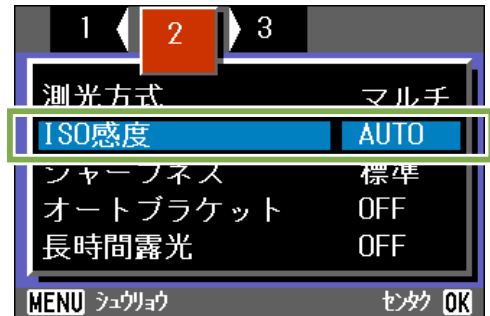 1 2 3
測光方式 マルチ
ISO感度 AUTO
シャープネス 標準
オートブラケット OFF
長時間露光 OFF
MENU シュウリョウ センタク OK